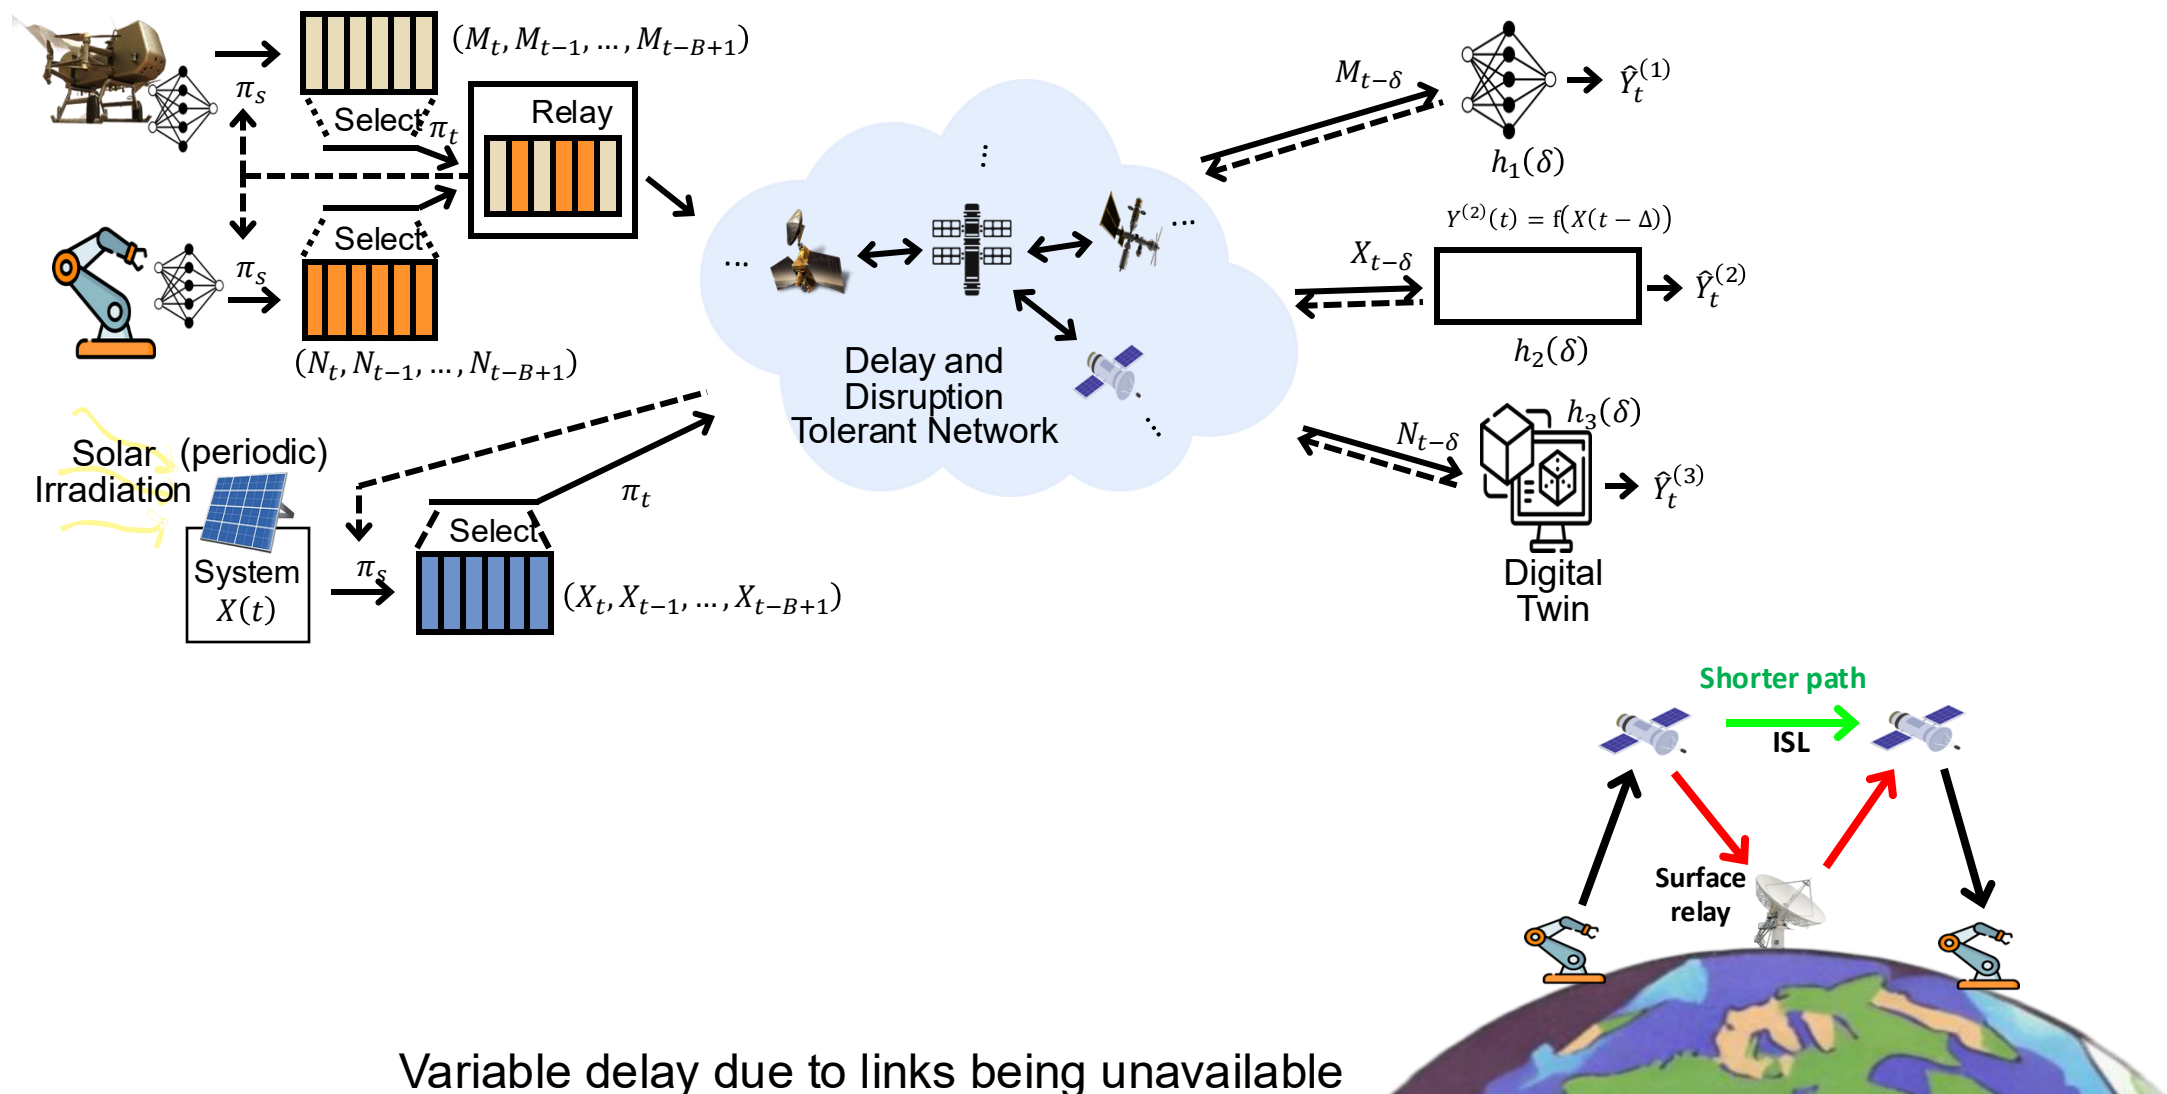 (M_t, M_{t−1}, … , M_{t−B+1})
π_s
Select
π_t
Relay
Select
π_s
(N_t, N_{t−1}, … , N_{t−B+1})
Solar (periodic)
Irradiation
System
X(t)
π_s
Select
π_t
(X_t, X_{t−1}, … , X_{t−B+1})
...
...
...
...
Delay and
Disruption
Tolerant Network
M_{t−δ}
Ŷ_t^{(1)}
h_1(δ)
Y^{(2)}(t) = f(X(t − Δ))
X_{t−δ}
Ŷ_t^{(2)}
h_2(δ)
h_3(δ)
N_{t−δ}
Ŷ_t^{(3)}
Digital
Twin
Shorter path
ISL
Surface
relay
Variable delay due to links being unavailable